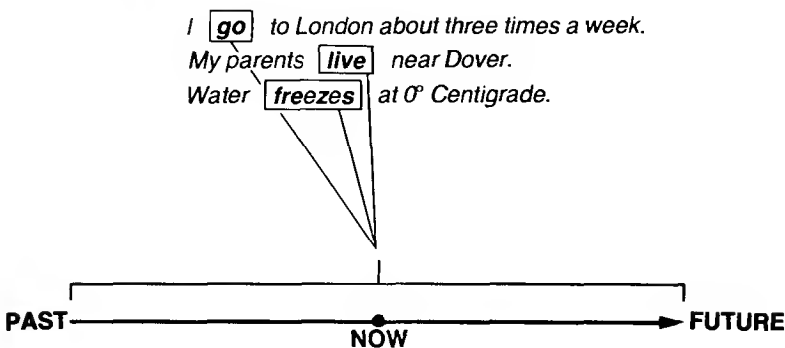 I go to London about three times a week.
My parents live near Dover.
Water freezes at 0° Centigrade.
PAST FUTURE
NOW